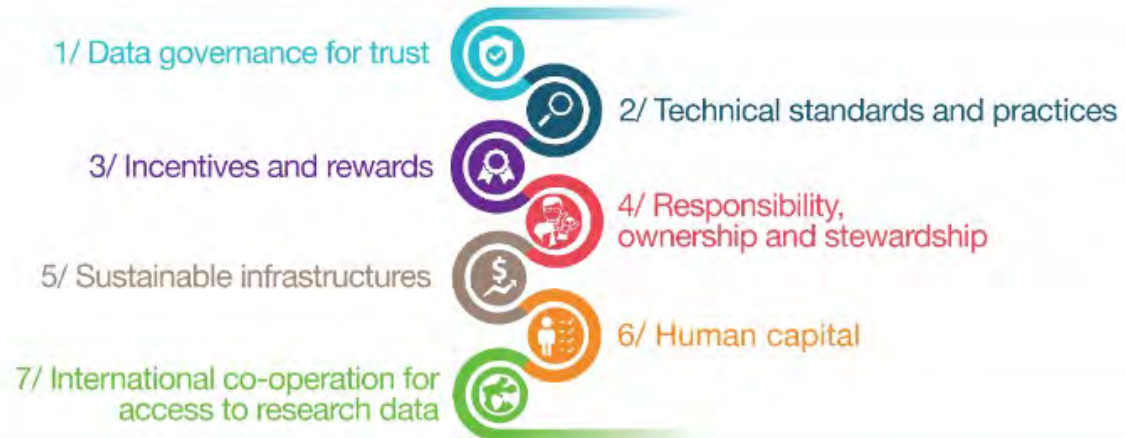 1/ Data governance for trust
2/ Technical standards and practices
3/ Incentives and rewards
4/ Responsibility,
ownership and stewardship
5/ Sustainable infrastructures
$
6/ Human capital
7/ International co-operation for
access to research data